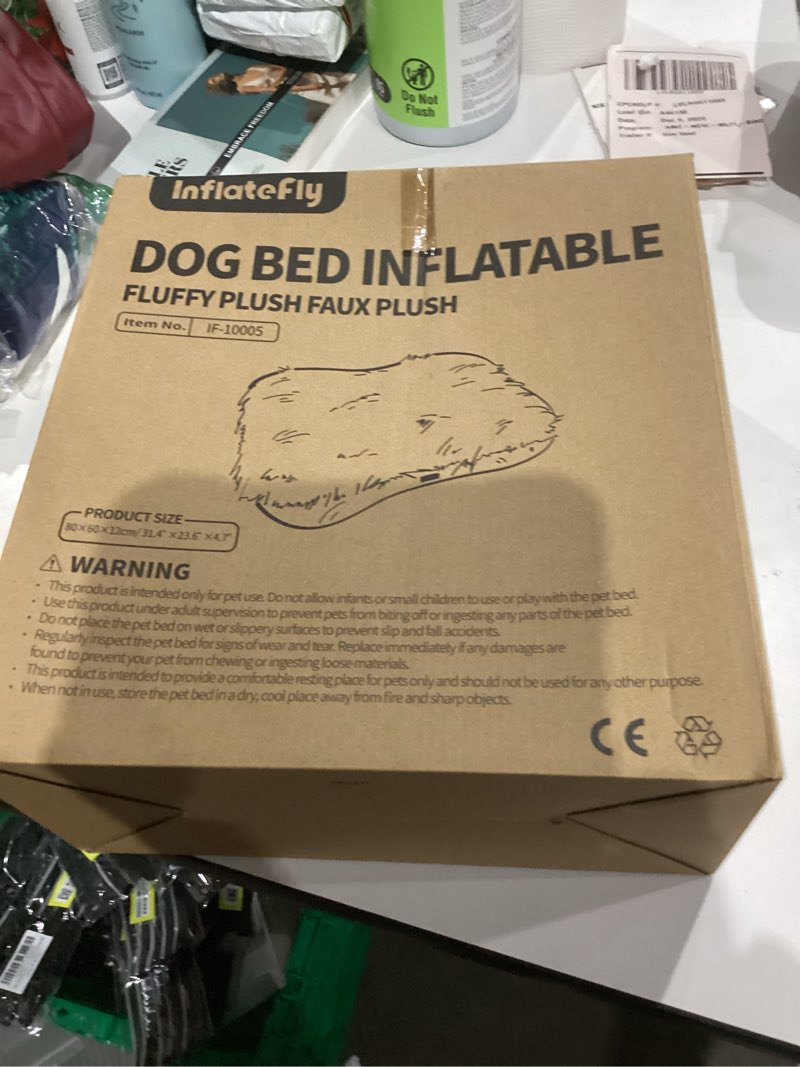 EMBRACE FREEDOM
Do Not
Flush
InflateFly
DOG BED INFLATABLE
FLUFFY PLUSH FAUX PLUSH
Item No. IF-10005
PRODUCT SIZE
80×60×12cm/ 31.4" ×23.6" ×4.7"
⚠ WARNING
• This product is intended only for pet use. Do not allow infants or small children to use or play with the pet bed.
• Use this product under adult supervision to prevent pets from biting off or ingesting any parts of the pet bed.
• Do not place the pet bed on wet or slippery surfaces to prevent slip and fall accidents.
• Regularly inspect the pet bed for signs of wear and tear. Replace immediately if any damages are
found to prevent your pet from chewing or ingesting loose materials.
• This product is intended to provide a comfortable resting place for pets only and should not be used for any other purpose.
• When not in use, store the pet bed in a dry, cool place away from fire and sharp objects.
CE